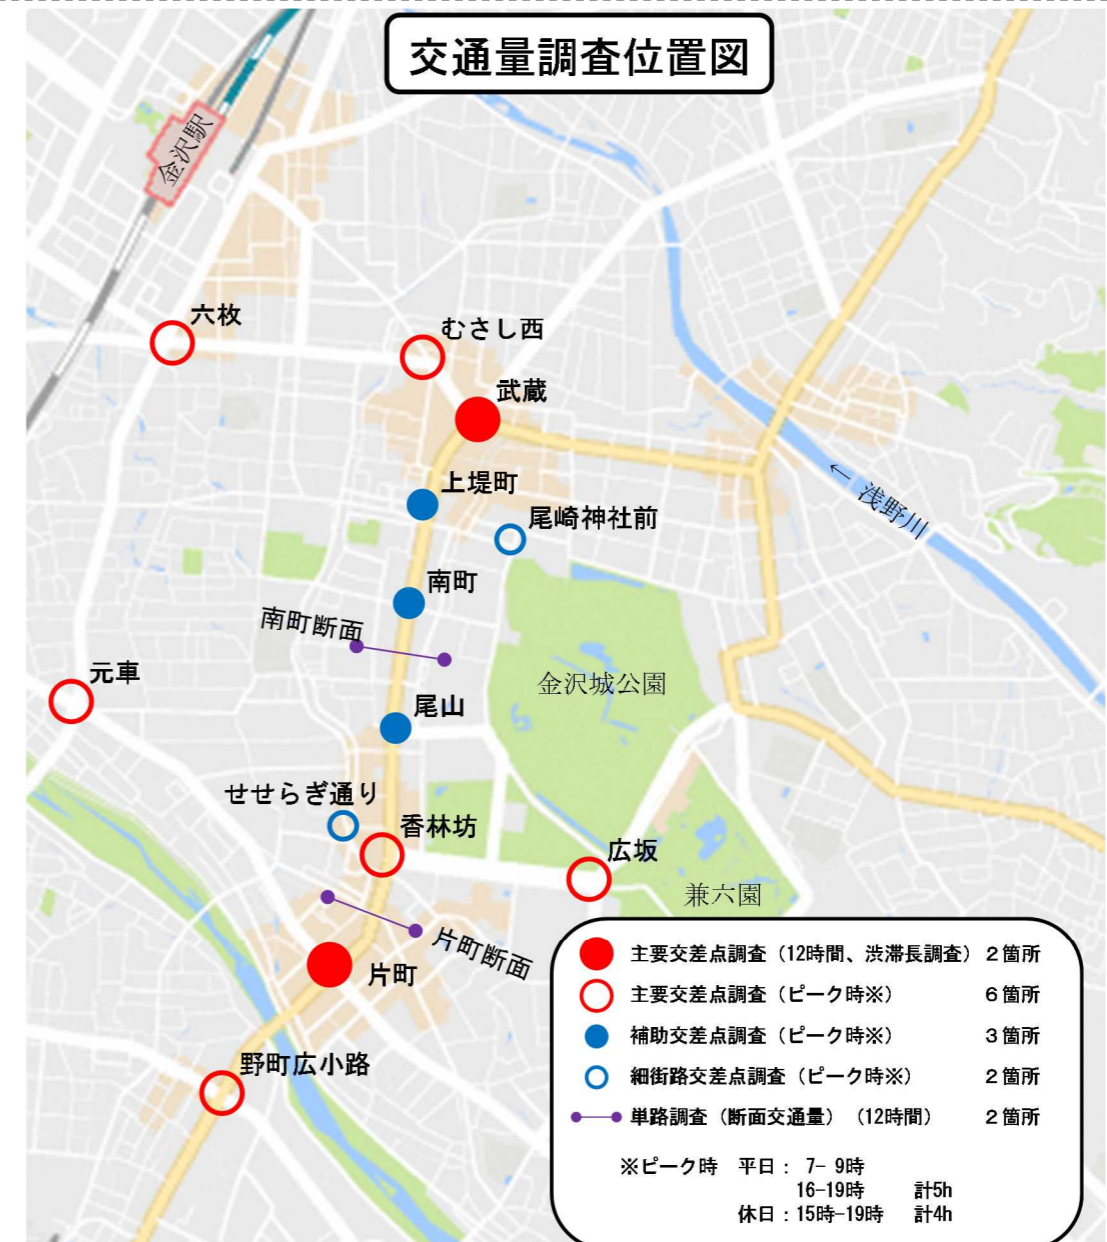 交通量調査位置図
金沢駅
六枚
むさし西
武蔵
上堤町
尾崎神社前
← 浅野川
南町
南町断面
元車
金沢城公園
尾山
せせらぎ通り
香林坊
広坂
兼六園
片町断面
片町
野町広小路
主要交差点調査（12時間、渋滞長調査） 2箇所
主要交差点調査（ピーク時※） 6箇所
補助交差点調査（ピーク時※） 3箇所
細街路交差点調査（ピーク時※） 2箇所
単路調査（断面交通量）（12時間） 2箇所
※ピーク時 平日： 7- 9時
16-19時 計5h
休日：15時-19時 計4h